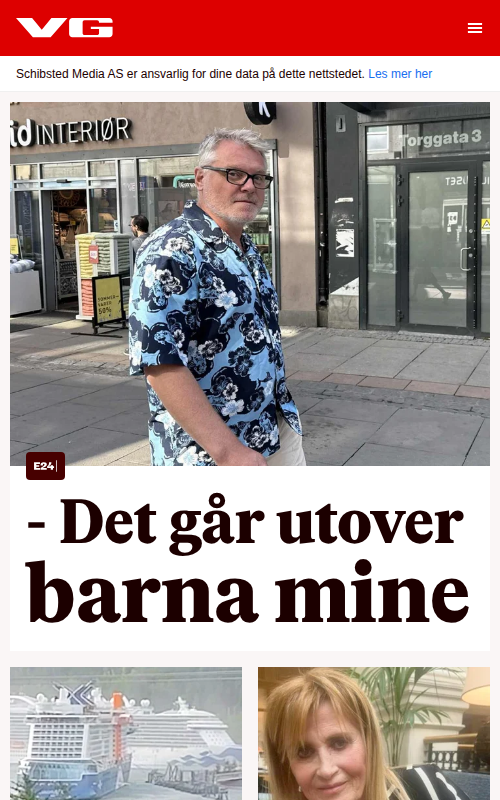 VG
Schibsted Media AS er ansvarlig for dine data på dette nettstedet. Les mer her
id INTERIØR
K
Torggata 3
E24
- Det går utover
barna mine